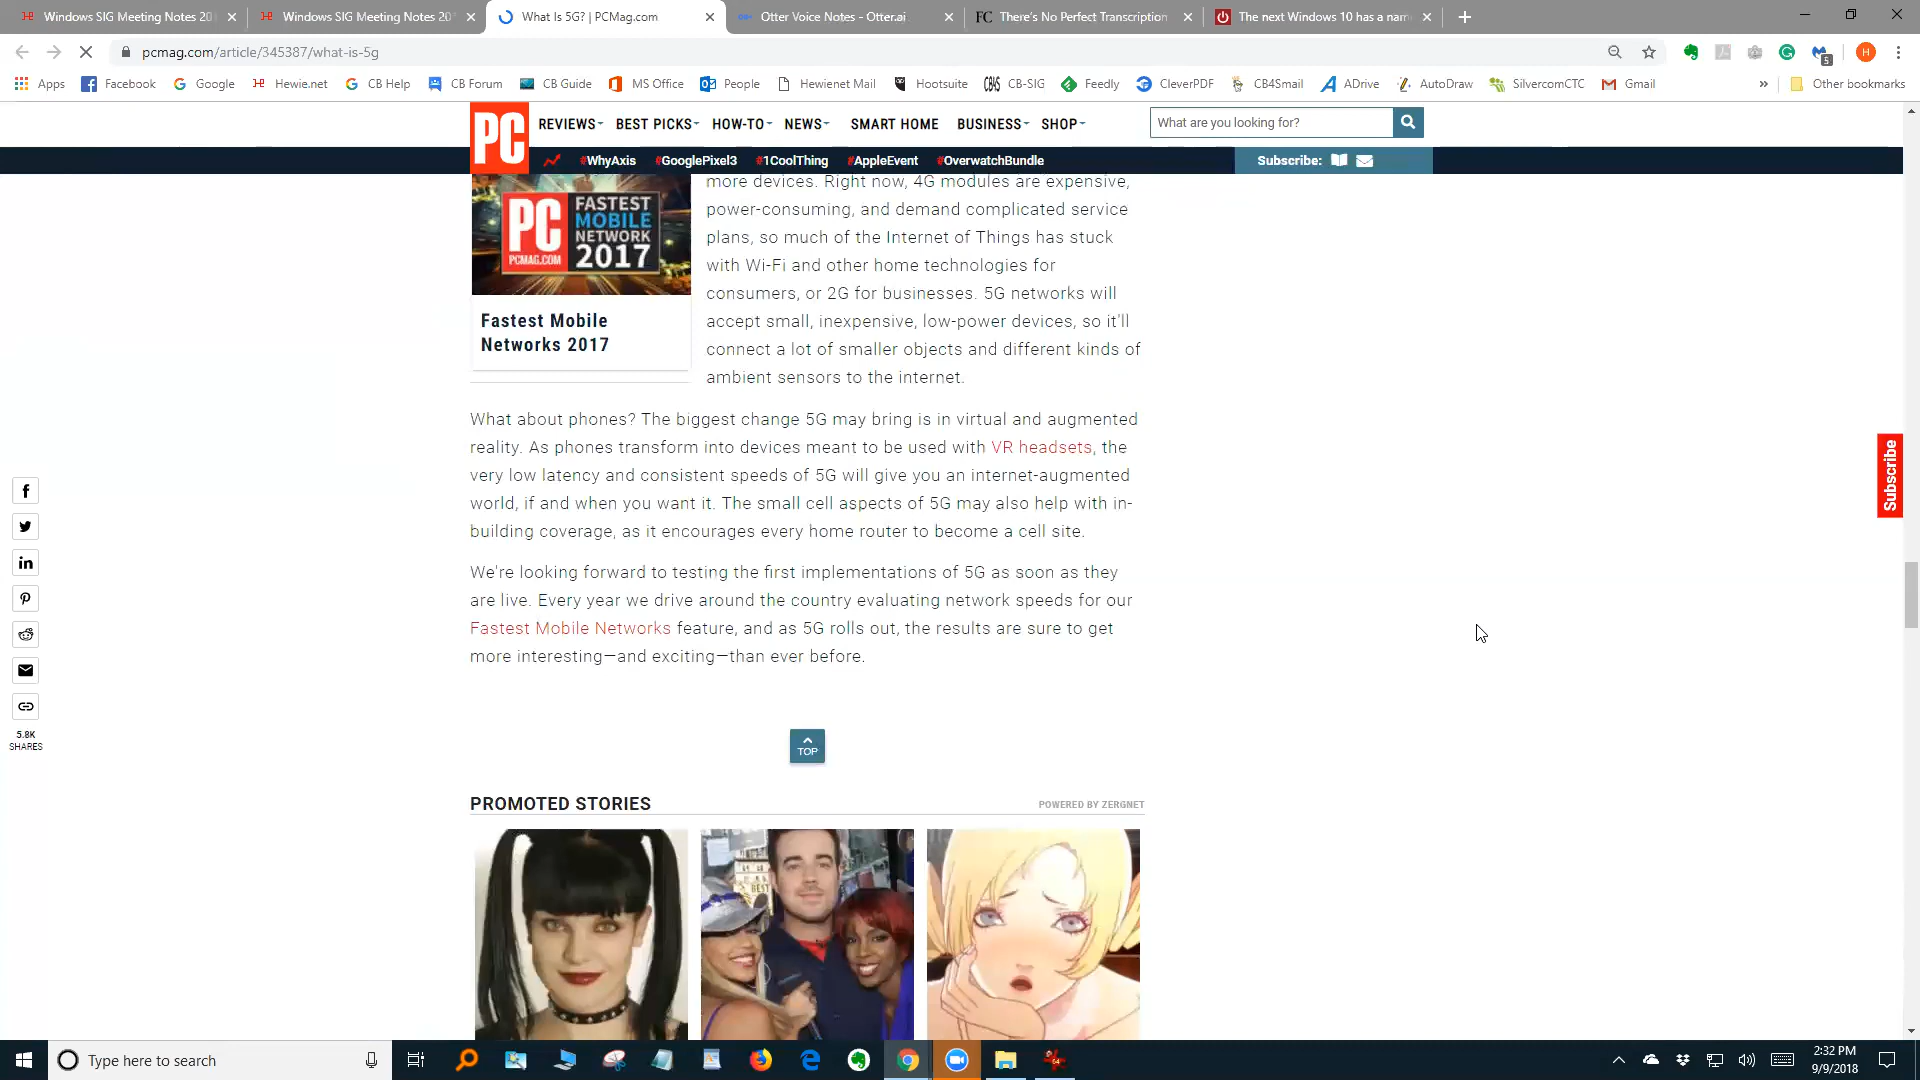 Windows SIG Meeting Notes 20
Windows SIG Meeting Notes 20
What Is 5G? | PCMag.com
Otter Voice Notes - Otter.ai
FC There's No Perfect Transcription
The next Windows 10 has a nam
pcmag.com/article/345387/what-is-5g
5
H
Apps
Facebook
Google
Hewie.net
CB Help
CB Forum
CB Guide
MS Office
People
Hewienet Mail
Hootsuite
CB-SIG
Feedly
CleverPDF
CB4Smail
ADrive
AutoDraw
SilvercomCTC
Gmail
»
Other bookmarks
PC
REVIEWS
BEST PICKS
HOW-TO
NEWS
SMART HOME
BUSINESS
SHOP
What are you looking for?
#WhyAxis
#GooglePixel3
#1CoolThing
#AppleEvent
#OverwatchBundle
Subscribe:
PC
PCMAG.COM
FASTEST
MOBILE
NETWORK
2017
Fastest Mobile
Networks 2017
more devices. Right now, 4G modules are expensive,
power-consuming, and demand complicated service
plans, so much of the Internet of Things has stuck
with Wi-Fi and other home technologies for
consumers, or 2G for businesses. 5G networks will
accept small, inexpensive, low-power devices, so it'll
connect a lot of smaller objects and different kinds of
ambient sensors to the internet.
What about phones? The biggest change 5G may bring is in virtual and augmented
reality. As phones transform into devices meant to be used with VR headsets, the
very low latency and consistent speeds of 5G will give you an internet-augmented
world, if and when you want it. The small cell aspects of 5G may also help with in-
building coverage, as it encourages every home router to become a cell site.
We're looking forward to testing the first implementations of 5G as soon as they
are live. Every year we drive around the country evaluating network speeds for our
Fastest Mobile Networks feature, and as 5G rolls out, the results are sure to get
more interesting—and exciting—than ever before.
5.8K
SHARES
Subscribe
TOP
PROMOTED STORIES
POWERED BY ZERGNET
BEST
Type here to search
2:32 PM
9/9/2018